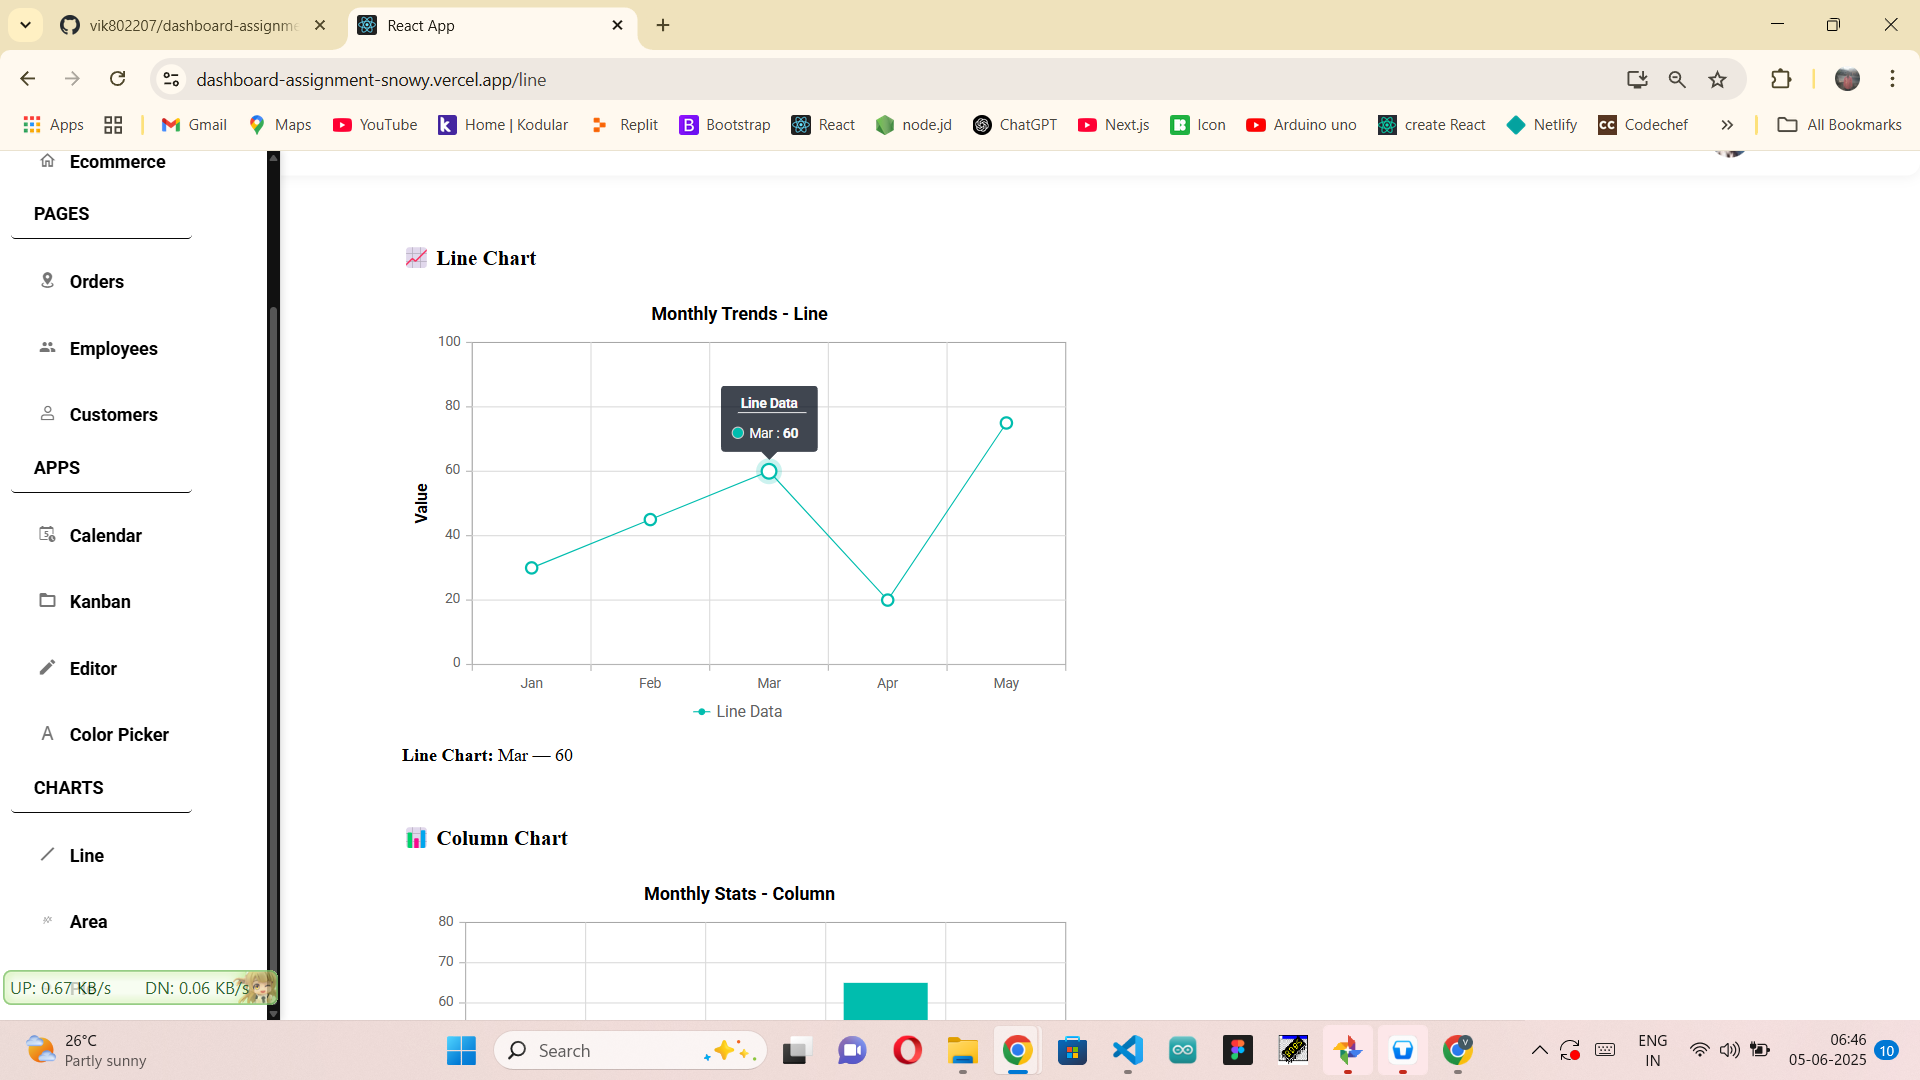 vik802207/dashboard-assignme
React App
dashboard-assignment-snowy.vercel.app/line
Apps
Gmail
Maps
YouTube
Home | Kodular
Replit
Bootstrap
React
node.jd
ChatGPT
Next.js
Icon
Arduino uno
create React
Netlify
CC Codechef
All Bookmarks
Ecommerce
PAGES
Orders
Employees
Customers
APPS
Calendar
Kanban
Editor
Color Picker
CHARTS
Line
Area
UP: 0.67 KB/s DN: 0.06 KB/s
Line Chart
Monthly Trends - Line
100
80
60
40
20
0
Value
Line Data
Mar : 60
Jan Feb Mar Apr May
Line Data
Line Chart: Mar — 60
Column Chart
Monthly Stats - Column
80
70
60
26°C
Partly sunny
Search
ENG
IN
06:46
05-06-2025
10